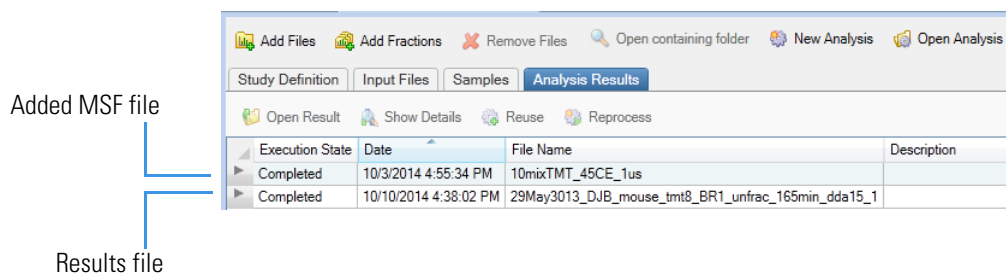 Add Files Add Fractions Remove Files Open containing folder New Analysis Open Analysis
Study Definition Input Files Samples Analysis Results
Added MSF file
Open Result Show Details Reuse Reprocess
Execution State Date File Name Description
Completed 10/3/2014 4:55:34 PM 10mixTMT_45CE_1us
Completed 10/10/2014 4:38:02 PM 29May3013_DJB_mouse_tmt8_BR1_unfrac_165min_dda15_1
Results file